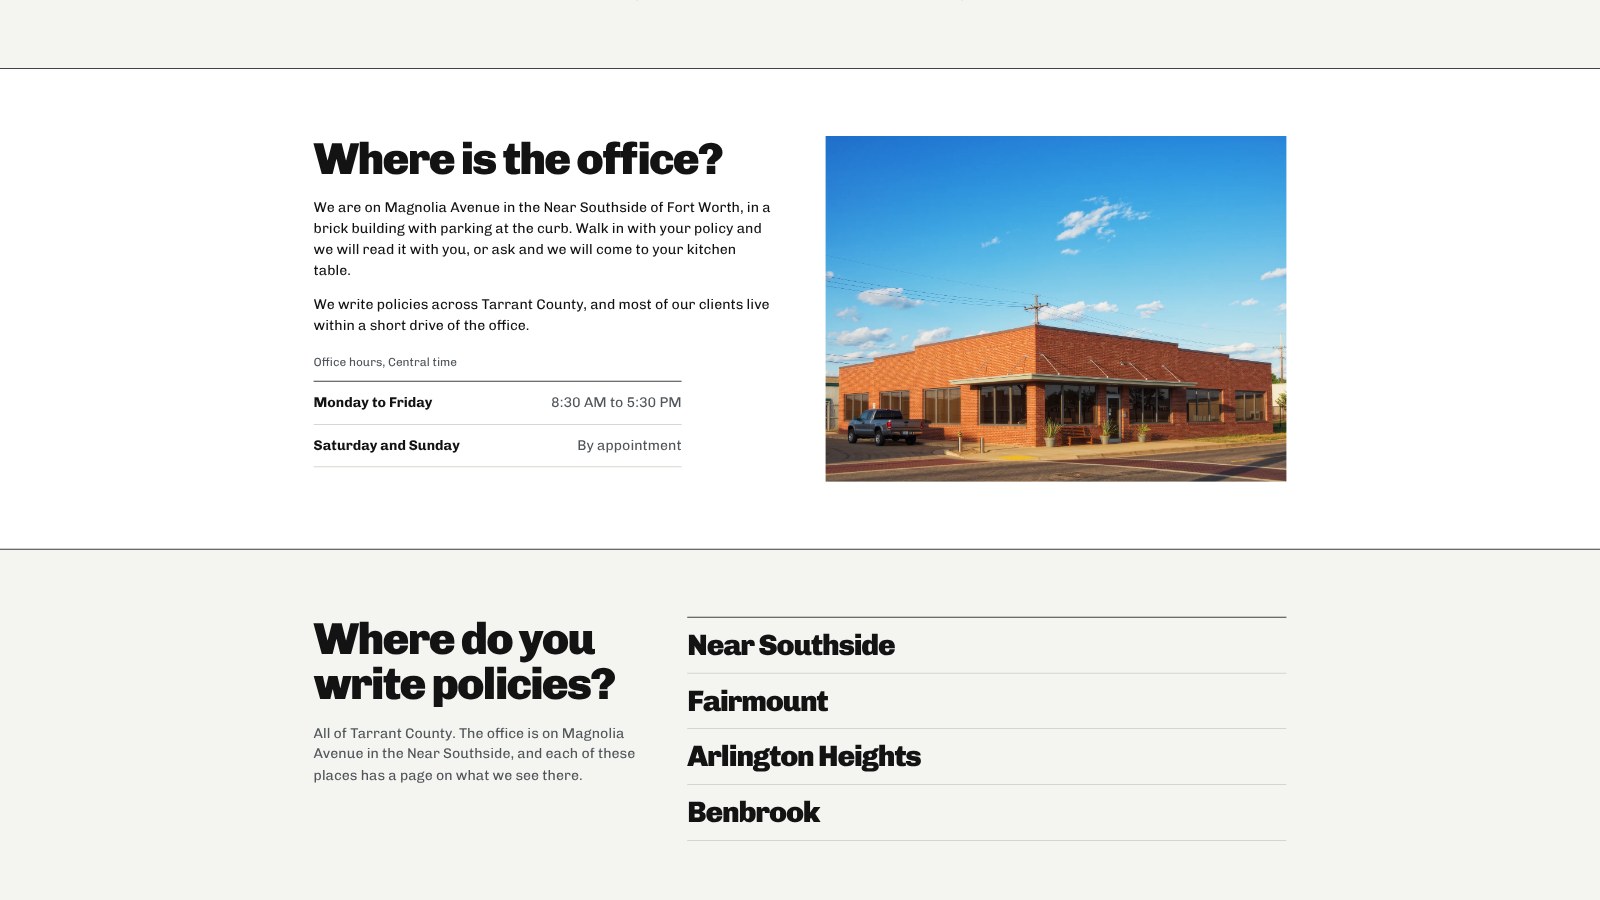 Where is the office?
We are on Magnolia Avenue in the Near Southside of Fort Worth, in a
brick building with parking at the curb. Walk in with your policy and
we will read it with you, or ask and we will come to your kitchen
table.
We write policies across Tarrant County, and most of our clients live
within a short drive of the office.
Office hours, Central time
Monday to Friday 8:30 AM to 5:30 PM
Saturday and Sunday By appointment
Where do you
write policies?
All of Tarrant County. The office is on Magnolia
Avenue in the Near Southside, and each of these
places has a page on what we see there.
Near Southside
Fairmount
Arlington Heights
Benbrook